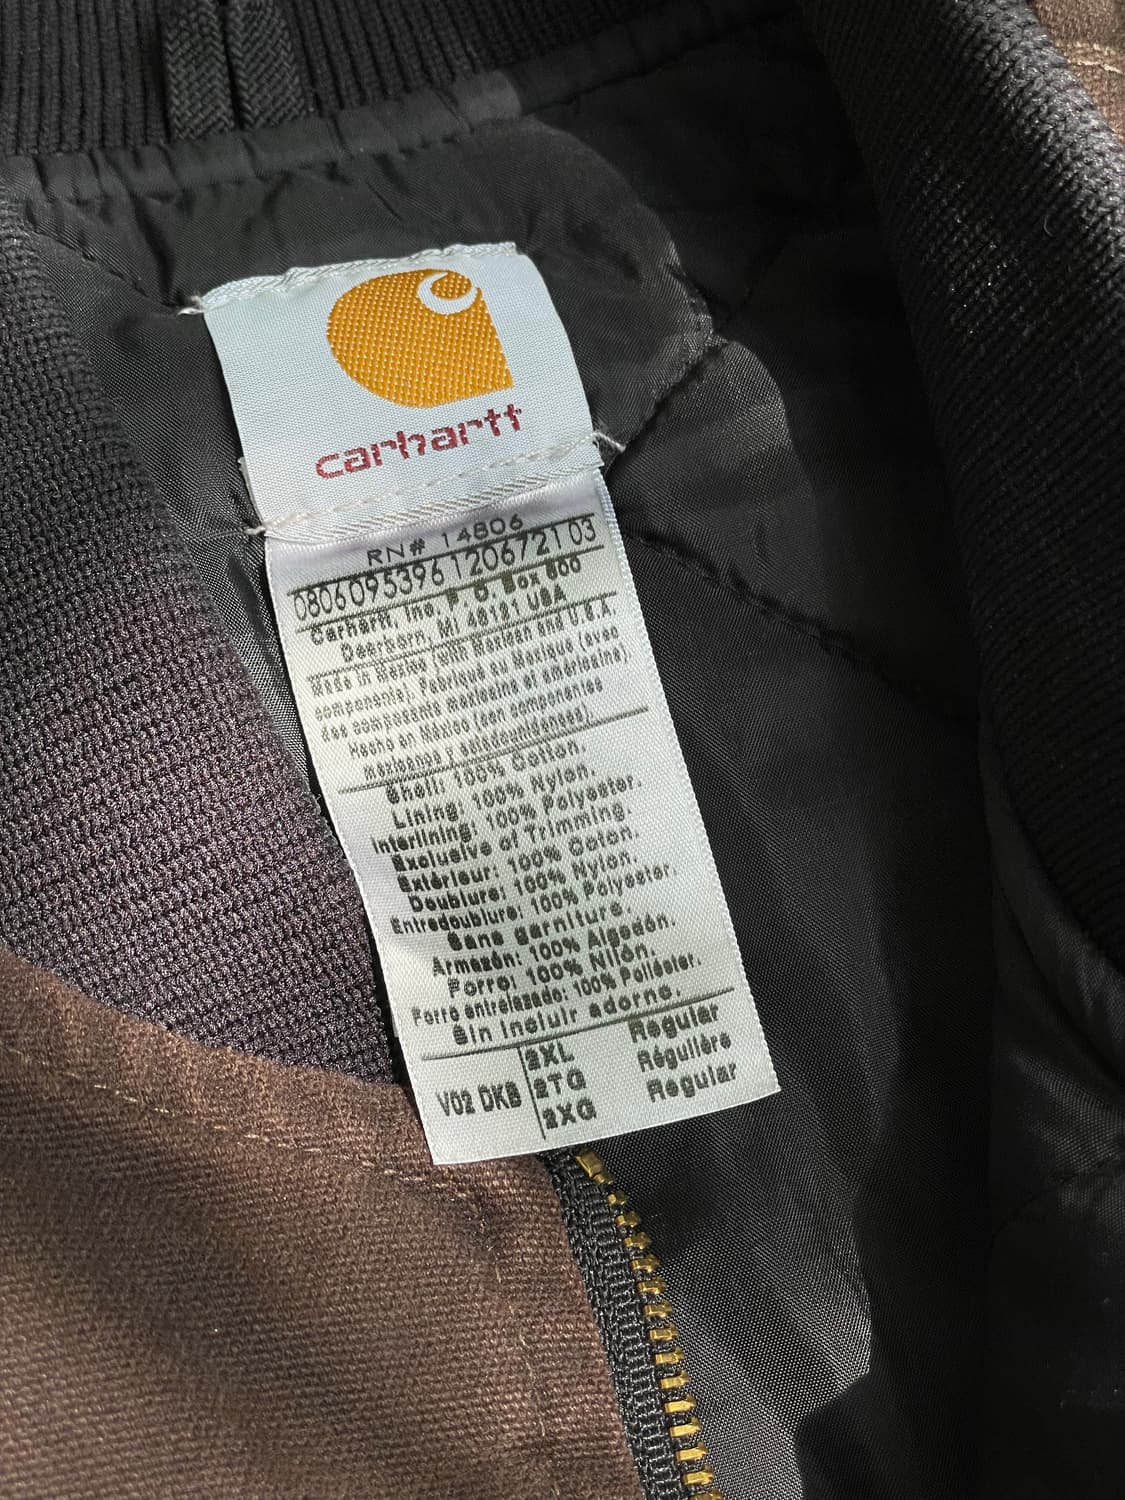 carhartt
RN# 14806
0806095396120672103
Carhartt, Inc. P. O. Box 600
Dearborn, MI 48121 USA
Made in Mexico (with Mexican and U.S.A.
components). Fabriqué au Mexique (avec
des composants mexicains et américains).
Hecho en México (con componentes
mexicanos y estadounidenses).
Shell: 100% Cotton.
Lining: 100% Nylon.
Interlining: 100% Polyester.
Exclusive of Trimming.
Extérieur: 100% Coton.
Doublure: 100% Nylon.
Entredoublure: 100% Polyester.
Sans garniture.
Armazón: 100% Algodón.
Forro: 100% Nilón.
Forro entrelazado: 100% Poliéster.
Sin incluir adorno.
2XL Regular
V02 DKB 2TG Régulière
2XG Regular